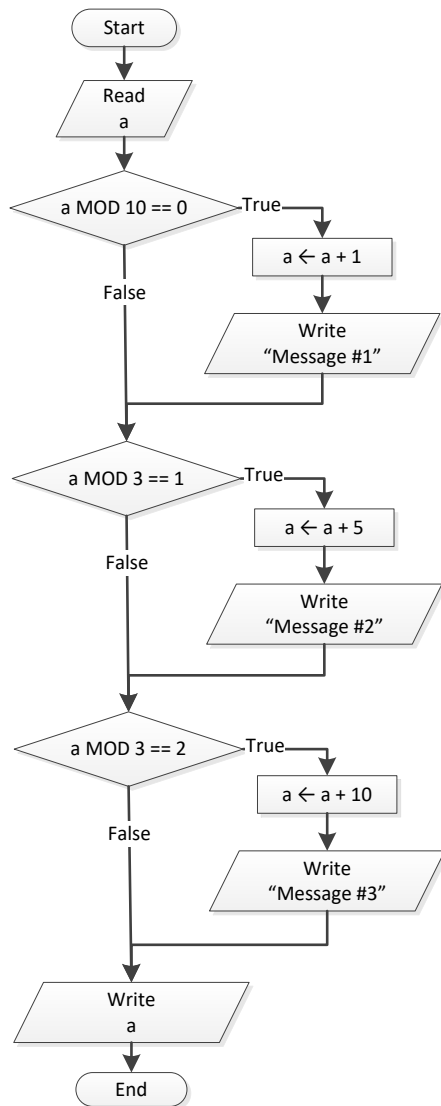 Start
Read
a
a MOD 10 == 0
True
a ← a + 1
False
Write
“Message #1”
a MOD 3 == 1
True
a ← a + 5
False
Write
“Message #2”
a MOD 3 == 2
True
a ← a + 10
False
Write
“Message #3”
Write
a
End